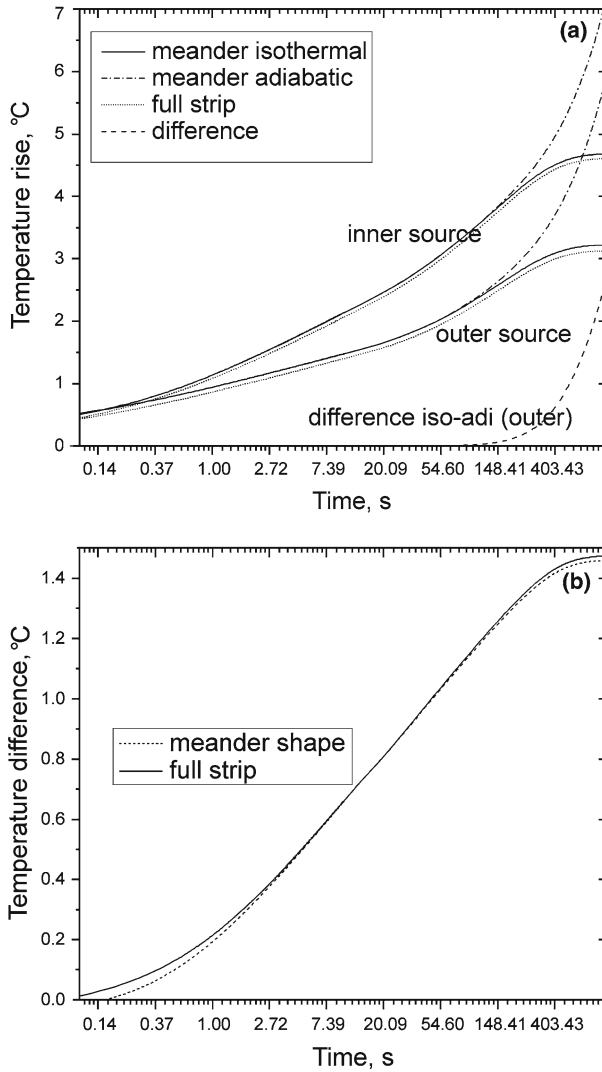 (a)
meander isothermal
meander adiabatic
full strip
difference
7
6
5
4
3
2
1
0
Temperature rise, °C
inner source
outer source
difference iso-adi (outer)
0.14 0.37 1.00 2.72 7.39 20.09 54.60 148.41 403.43
Time, s
(b)
1.4
1.2
1.0
0.8
0.6
0.4
0.2
0.0
Temperature difference, °C
meander shape
full strip
0.14 0.37 1.00 2.72 7.39 20.09 54.60 148.41 403.43
Time, s